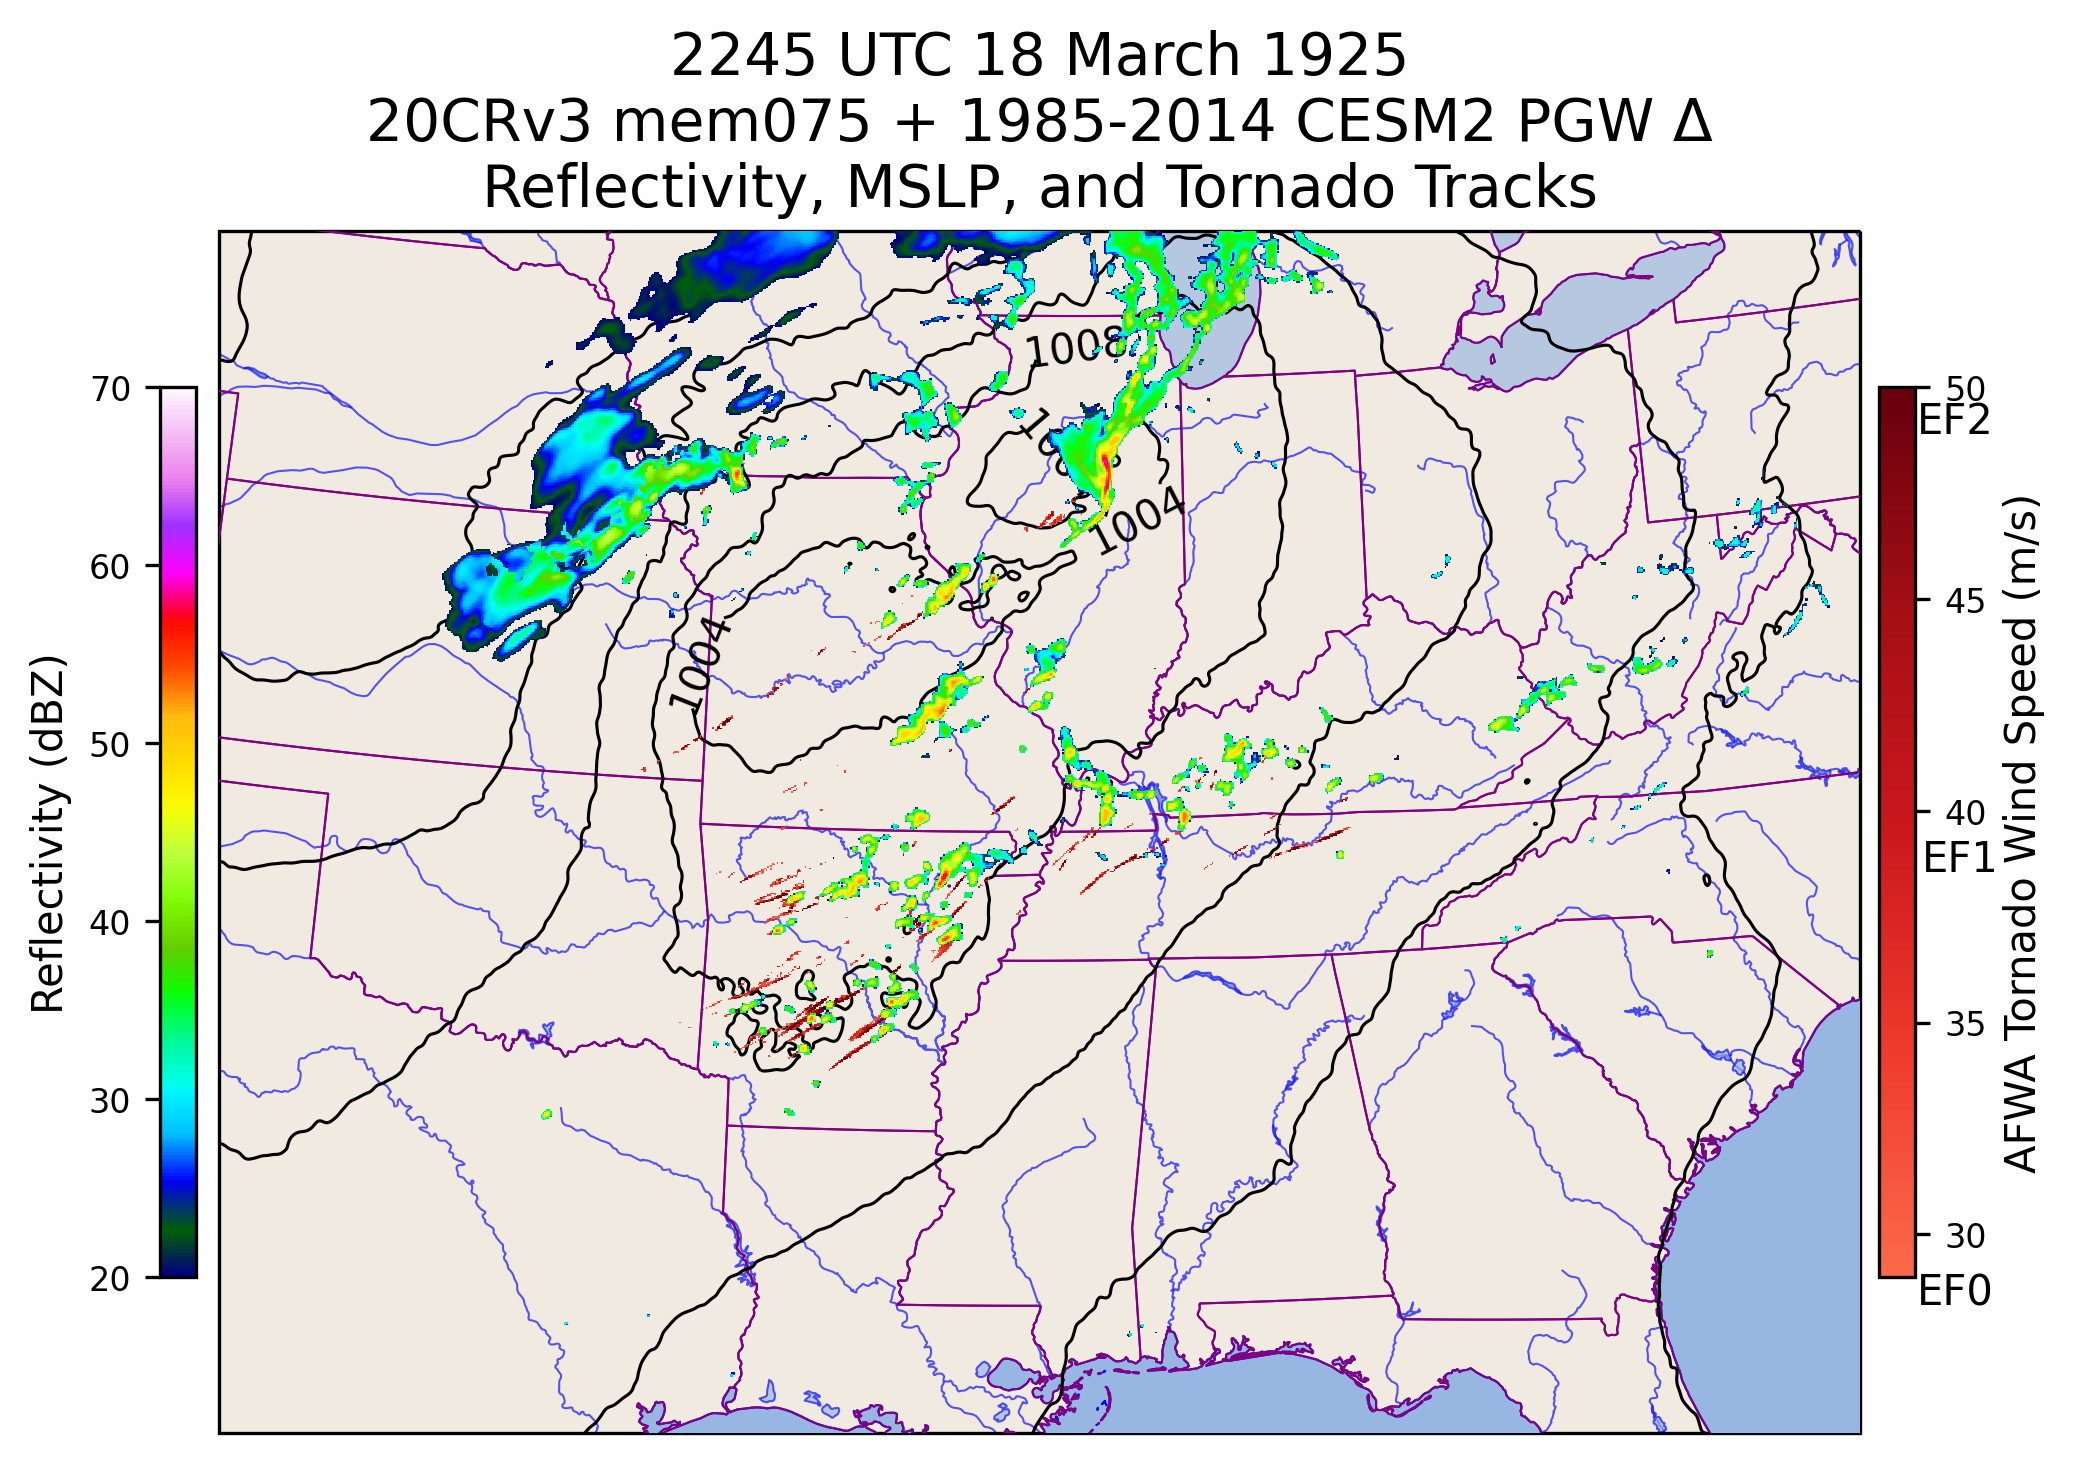 2245 UTC 18 March 1925
20CRv3 mem075 + 1985-2014 CESM2 PGW Δ
Reflectivity, MSLP, and Tornado Tracks
Reflectivity (dBZ)
70
60
50
40
30
20
1008
1004
1004
50
EF2
45
40
EF1
35
30
EF0
AFWA Tornado Wind Speed (m/s)